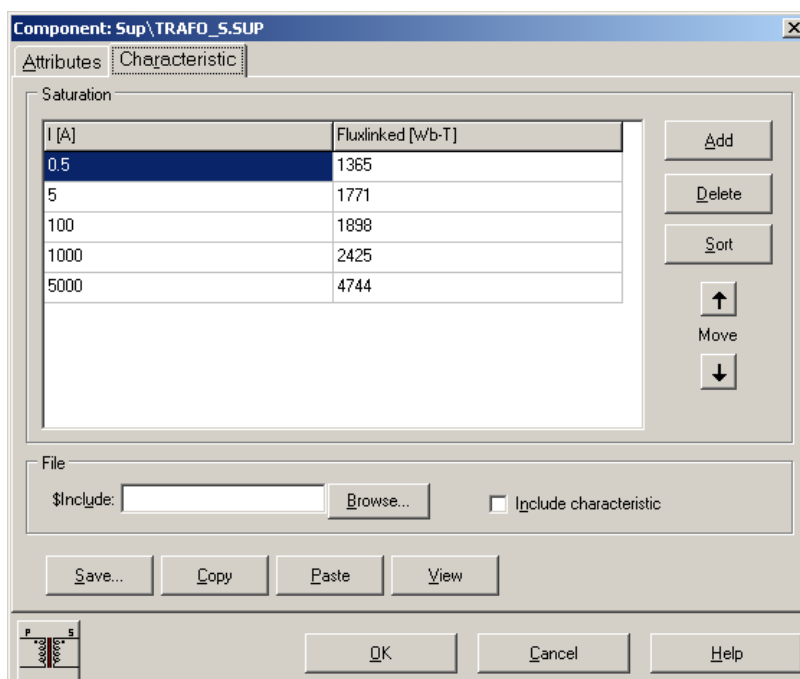 Component: Sup\TRAFO_S.SUP
Attributes Characteristic
Saturation
I [A] Fluxlinked [Wb-T]
0.5 1365
5 1771
100 1898
1000 2425
5000 4744
Add
Delete
Sort
Move
File
$Include: Browse... Include characteristic
Save... Copy Paste View
P S
OK Cancel Help